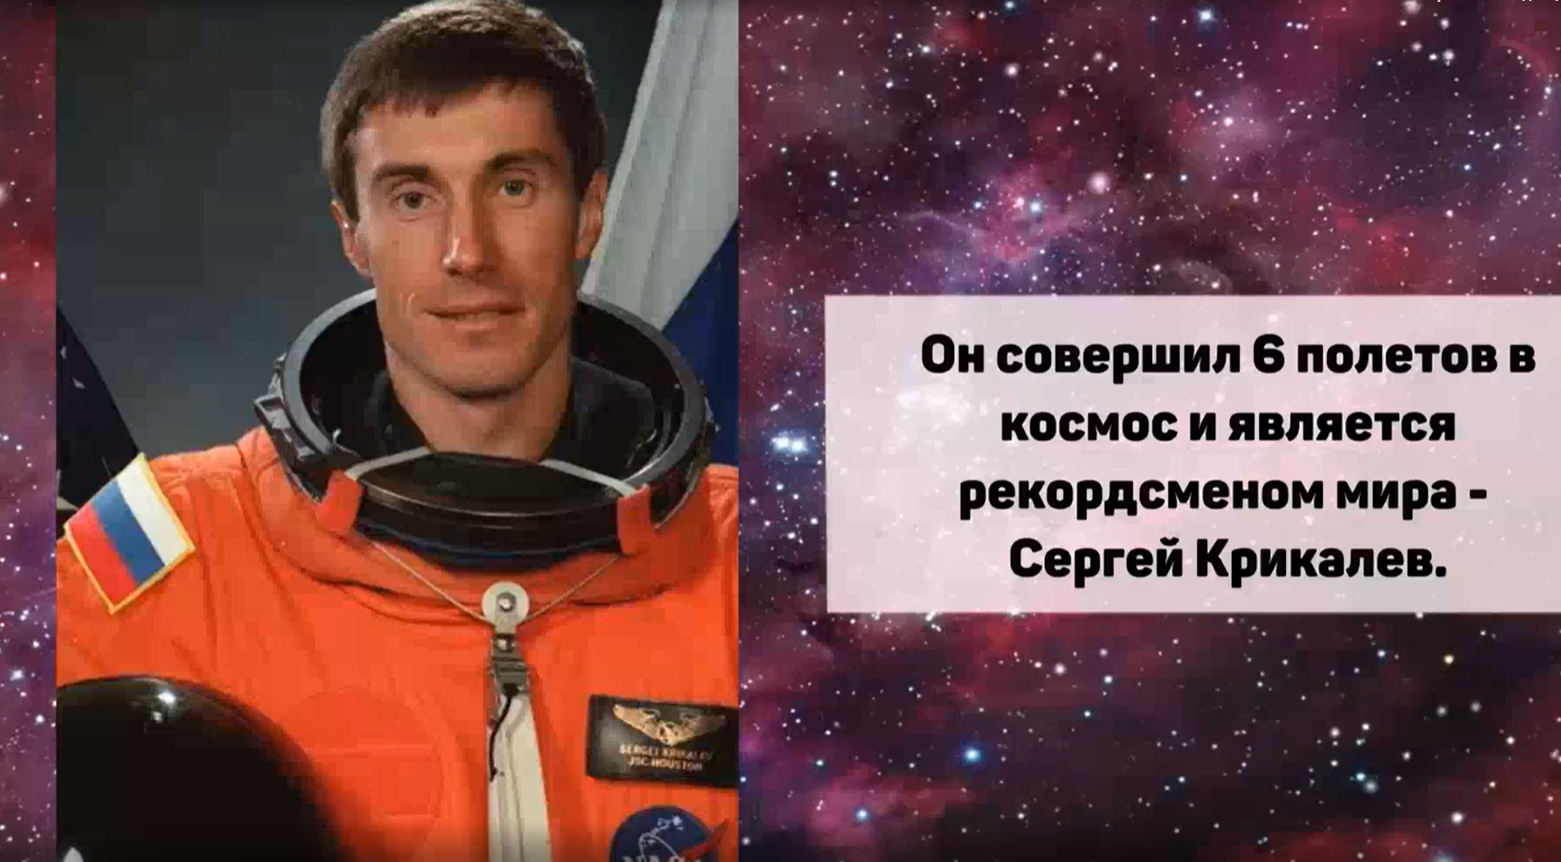 Он совершил 6 полетов в
космос и является
рекордсменом мира -
Сергей Крикалев.
SERGEI KRIKALEV
JSC-HOUSTON